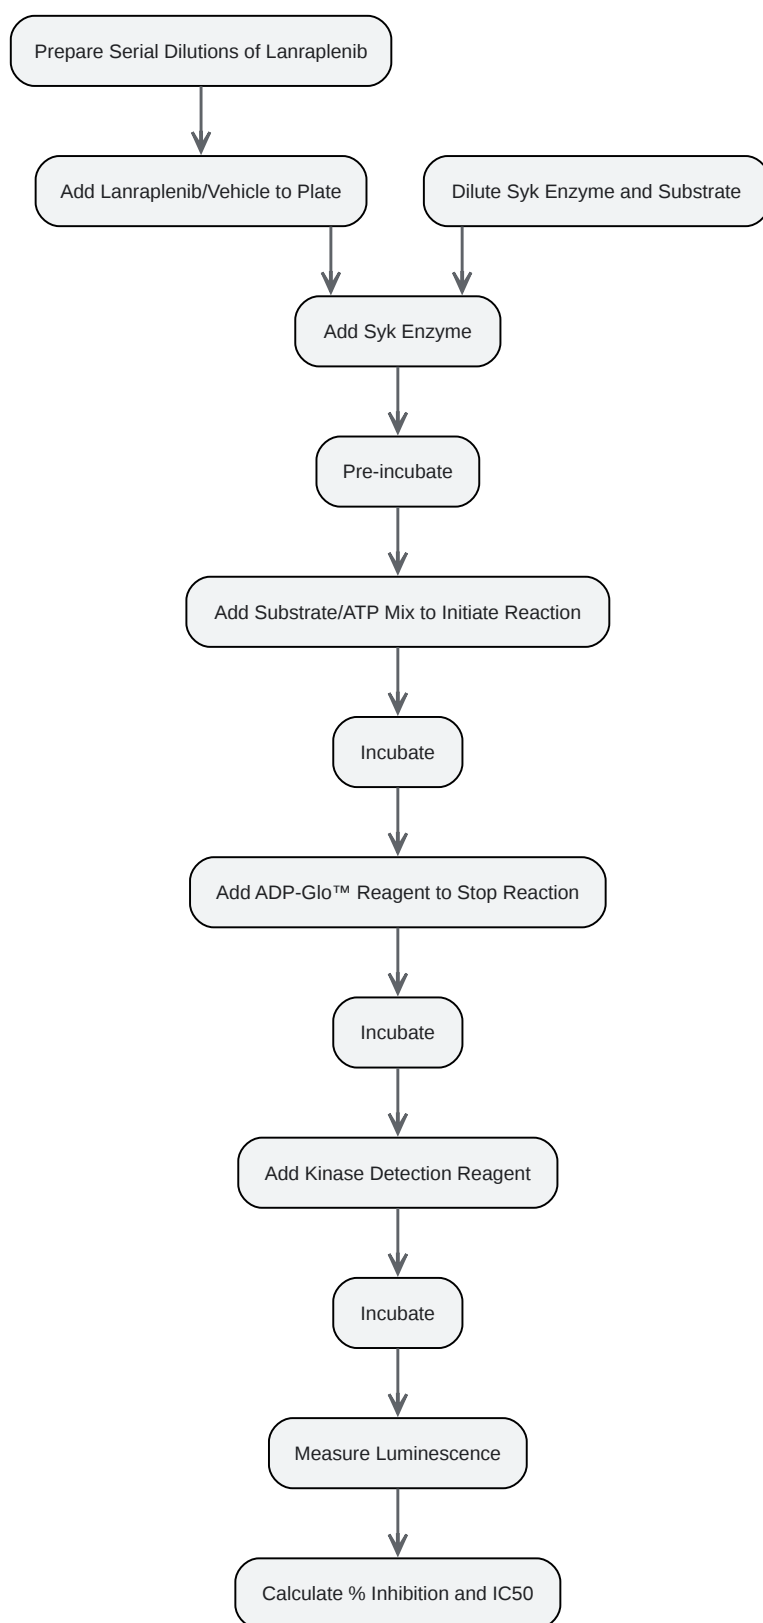 Prepare Serial Dilutions of Lanraplenib
Add Lanraplenib/Vehicle to Plate
Dilute Syk Enzyme and Substrate
Add Syk Enzyme
Pre-incubate
Add Substrate/ATP Mix to Initiate Reaction
Incubate
Add ADP-Glo™ Reagent to Stop Reaction
Incubate
Add Kinase Detection Reagent
Incubate
Measure Luminescence
Calculate % Inhibition and IC50